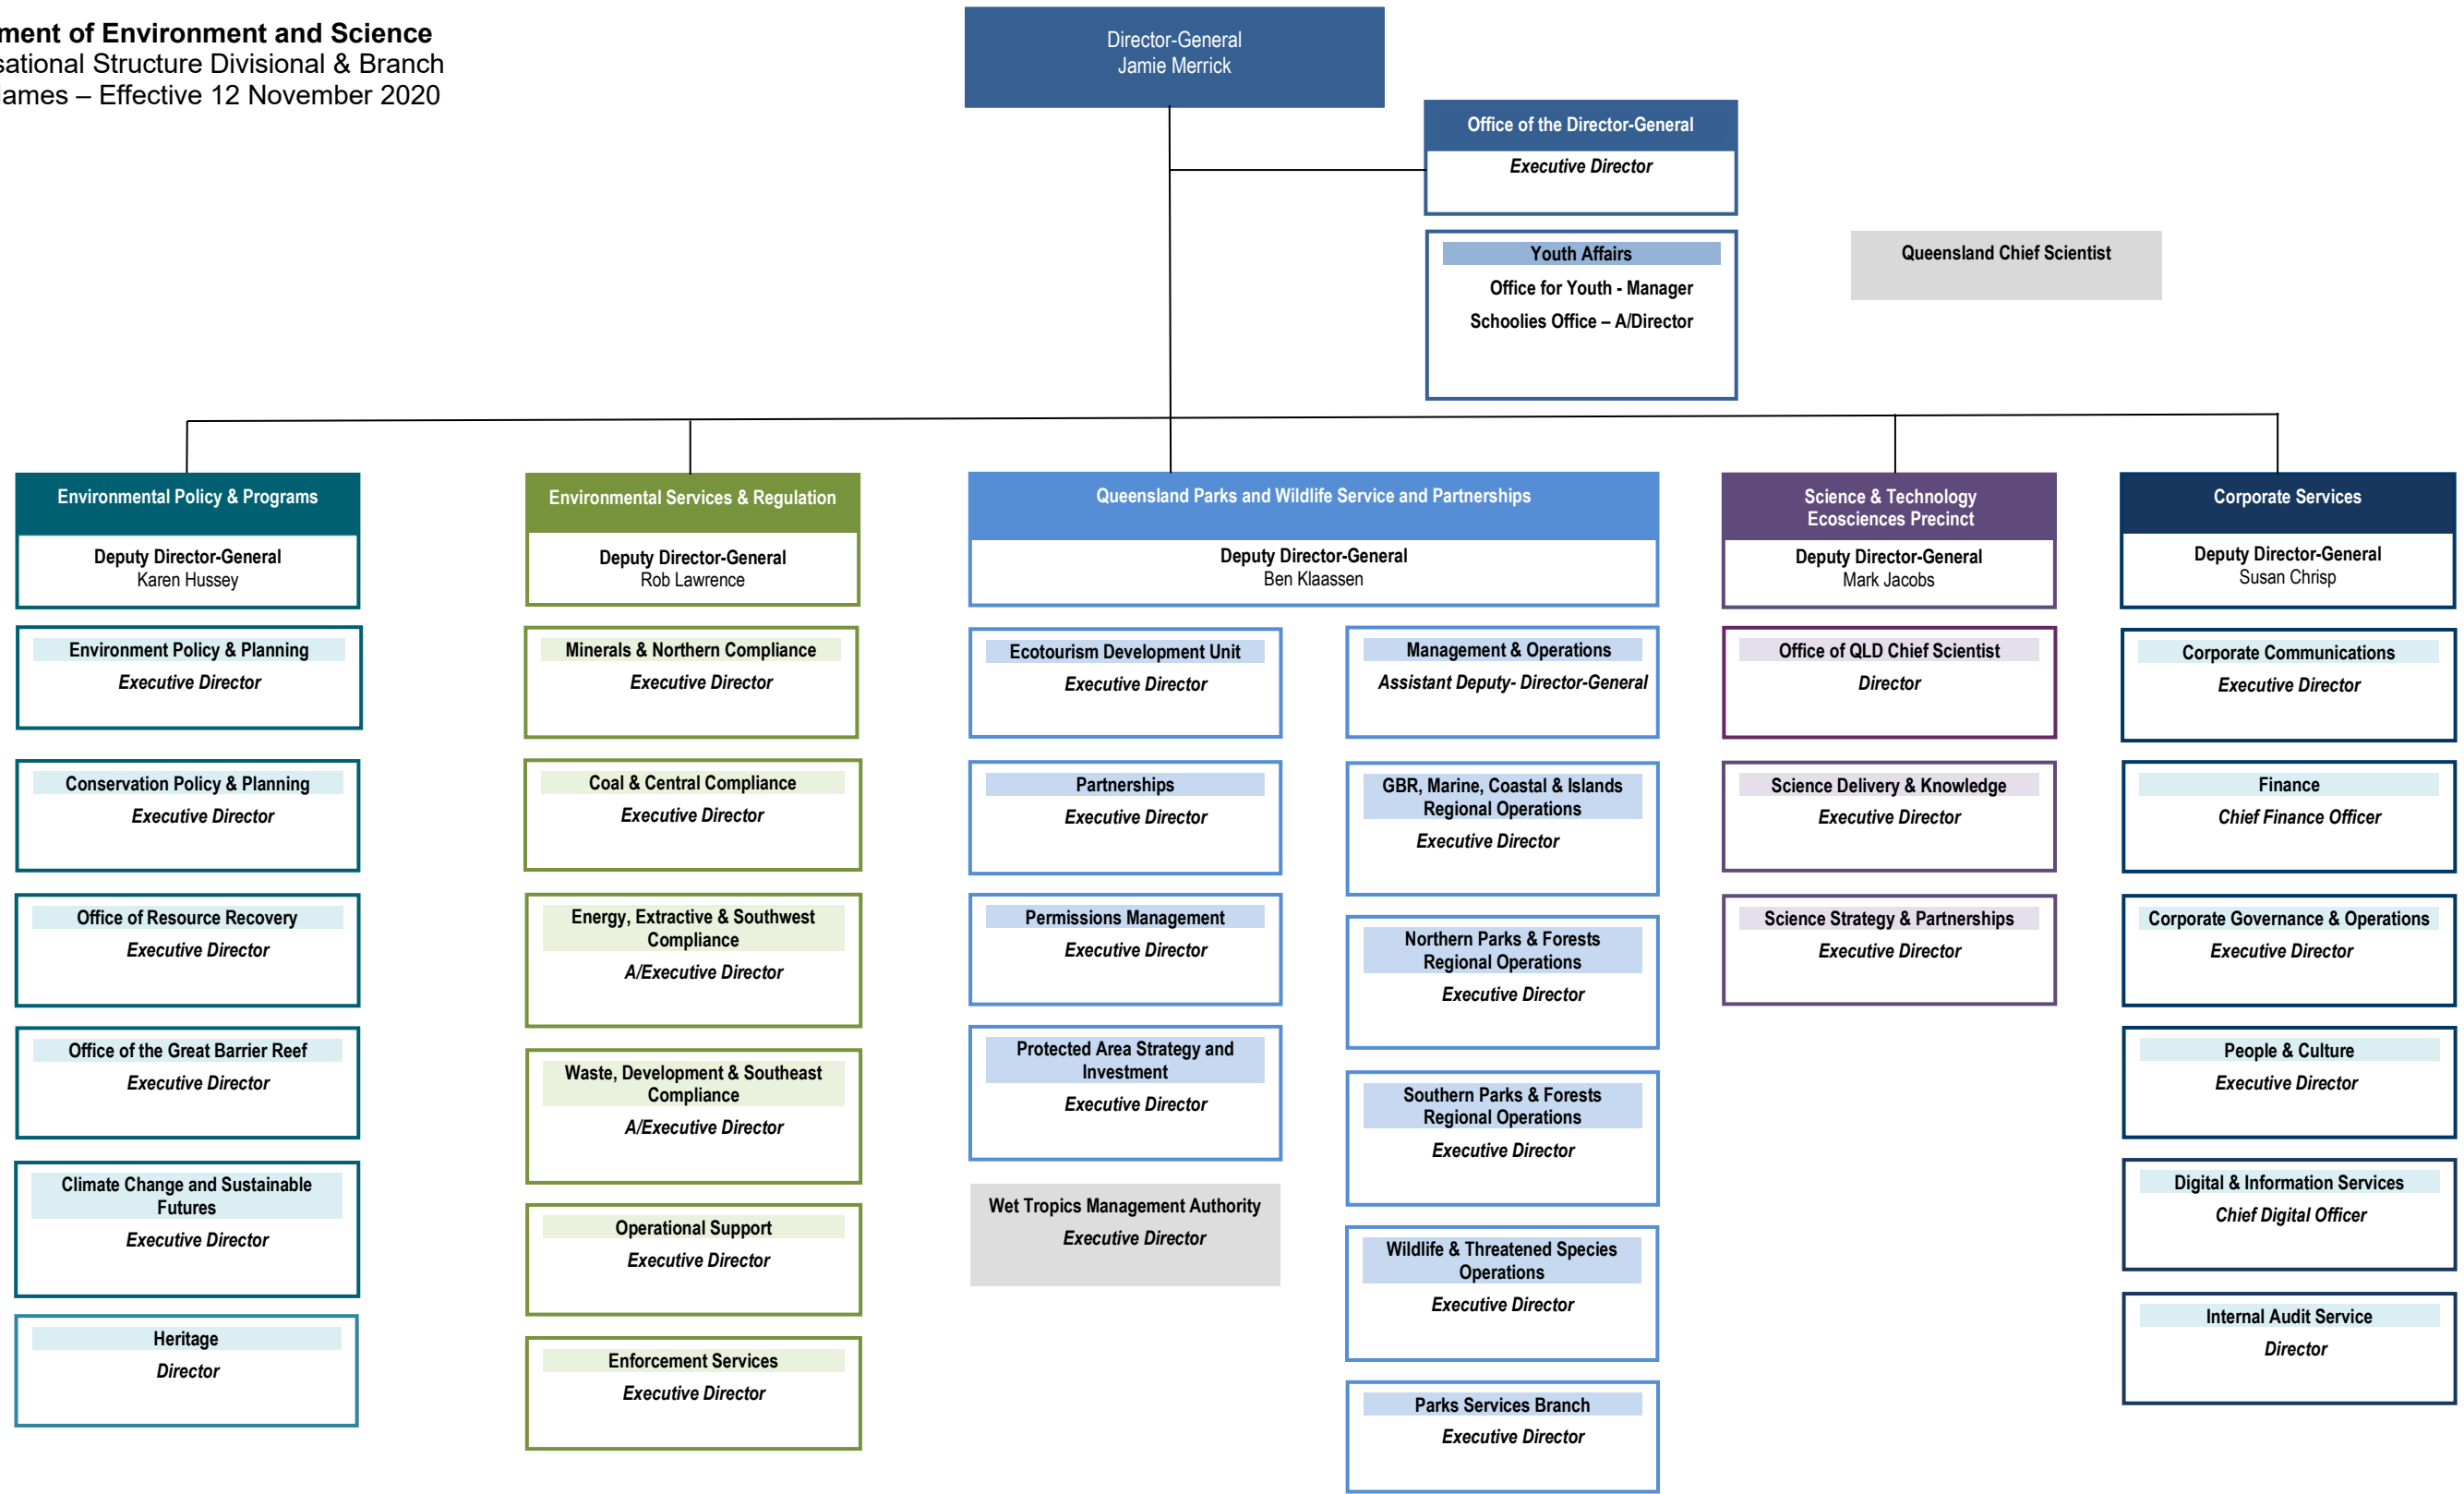 ment of Environment and Science
sational Structure Divisional & Branch
ames – Effective 12 November 2020
Director-General
Jamie Merrick
Office of the Director-General
Executive Director
Youth Affairs
Office for Youth - Manager
Schoolies Office – A/Director
Queensland Chief Scientist
Environmental Policy & Programs
Deputy Director-General
Karen Hussey
Environment Policy & Planning
Executive Director
Conservation Policy & Planning
Executive Director
Office of Resource Recovery
Executive Director
Office of the Great Barrier Reef
Executive Director
Climate Change and Sustainable
Futures
Executive Director
Heritage
Director
Environmental Services & Regulation
Deputy Director-General
Rob Lawrence
Minerals & Northern Compliance
Executive Director
Coal & Central Compliance
Executive Director
Energy, Extractive & Southwest
Compliance
A/Executive Director
Waste, Development & Southeast
Compliance
A/Executive Director
Operational Support
Executive Director
Enforcement Services
Executive Director
Queensland Parks and Wildlife Service and Partnerships
Deputy Director-General
Ben Klaassen
Ecotourism Development Unit
Executive Director
Partnerships
Executive Director
Permissions Management
Executive Director
Protected Area Strategy and
Investment
Executive Director
Wet Tropics Management Authority
Executive Director
Management & Operations
Assistant Deputy- Director-General
GBR, Marine, Coastal & Islands
Regional Operations
Executive Director
Northern Parks & Forests
Regional Operations
Executive Director
Southern Parks & Forests
Regional Operations
Executive Director
Wildlife & Threatened Species
Operations
Executive Director
Parks Services Branch
Executive Director
Science & Technology
Ecosciences Precinct
Deputy Director-General
Mark Jacobs
Office of QLD Chief Scientist
Director
Science Delivery & Knowledge
Executive Director
Science Strategy & Partnerships
Executive Director
Corporate Services
Deputy Director-General
Susan Chrisp
Corporate Communications
Executive Director
Finance
Chief Finance Officer
Corporate Governance & Operations
Executive Director
People & Culture
Executive Director
Digital & Information Services
Chief Digital Officer
Internal Audit Service
Director